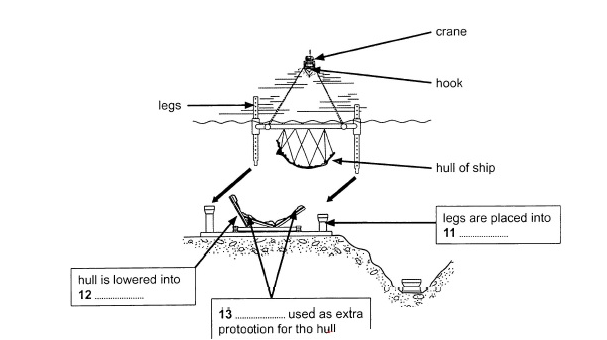 crane
hook
legs
hull of ship
legs are placed into
11 ....................
hull is lowered into
12 ....................
13 .................... used as extra
protootion for tho hull